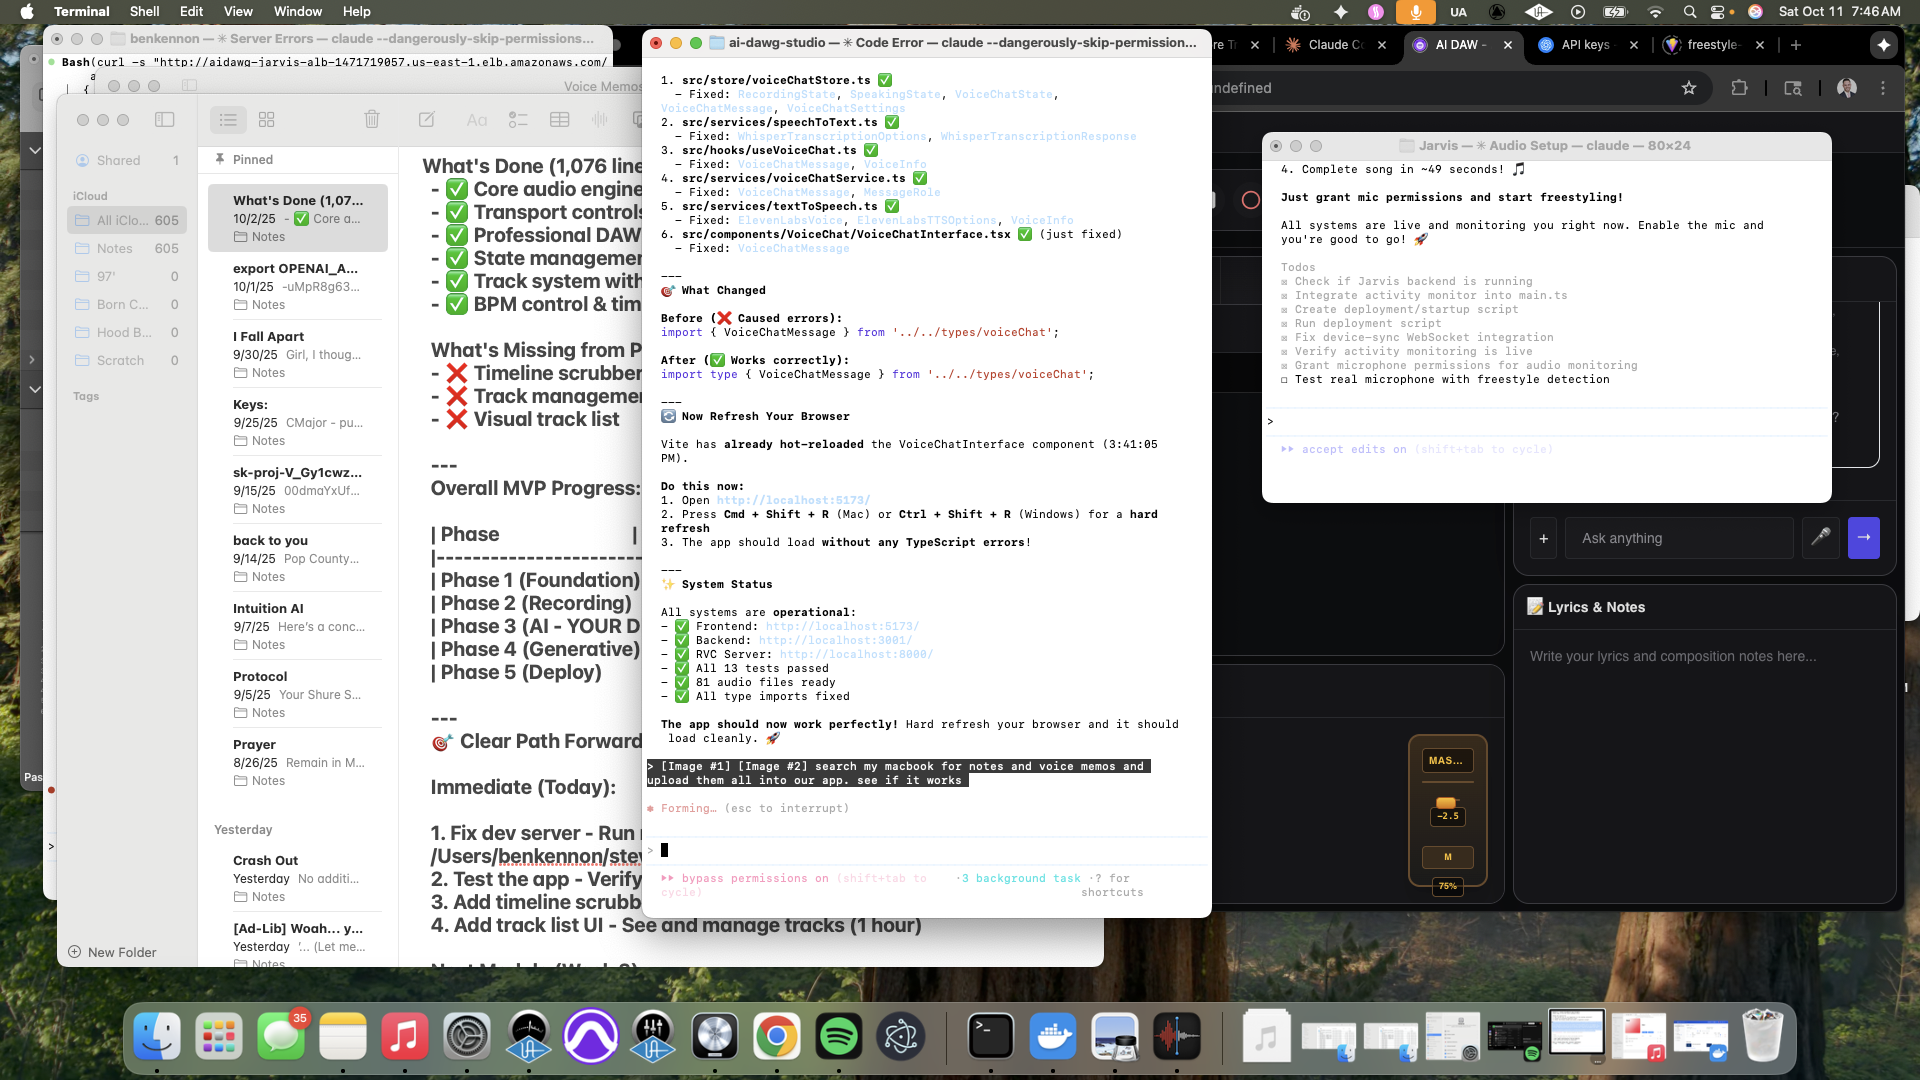 Terminal Shell Edit View Window Help
UA
Sat Oct 11 7:46 AM
benkennon — ✳ Server Errors — claude --dangerously-skip-permissions...
Bash(curl -s "http://aidawg-jarvis-alb-1471719057.us-east-1.elb.amazonaws.com/
Voice Memos
Shared 1
iCloud
All iClo... 605
Notes 605
97' 0
Born C... 0
Hood B... 0
Scratch 0
Tags
New Folder
Pinned
What's Done (1,07...
10/2/25 - ✅ Core a...
Notes
export OPENAI_A...
10/1/25 -uMpR8g63...
Notes
I Fall Apart
9/30/25 Girl, I thoug...
Notes
Keys:
9/25/25 CMajor - pu...
Notes
sk-proj-V_Gy1cwz...
9/15/25 00dmaYxUf...
Notes
back to you
9/14/25 Pop County...
Notes
Intuition AI
9/7/25 Here's a conc...
Notes
Protocol
9/5/25 Your Shure S...
Notes
Prayer
8/26/25 Remain in M...
Notes
Yesterday
Crash Out
Yesterday No additi...
Notes
[Ad-Lib] Woah... y...
Yesterday '... (Let me...
Notes
What's Done (1,076 line
- ✅ Core audio engine
- ✅ Transport controls
- ✅ Professional DAW
- ✅ State managemen
- ✅ Track system with
- ✅ BPM control & tim
What's Missing from P
- ❌ Timeline scrubber
- ❌ Track managemen
- ❌ Visual track list
---
Overall MVP Progress:
| Phase |
|-----------------------
| Phase 1 (Foundation)
| Phase 2 (Recording)
| Phase 3 (AI - YOUR D
| Phase 4 (Generative)
| Phase 5 (Deploy)
---
🎯 Clear Path Forward
Immediate (Today):
1. Fix dev server - Run
/Users/benkennon/stev
2. Test the app - Verify
3. Add timeline scrubb
4. Add track list UI - See and manage tracks (1 hour)
ai-dawg-studio — ✳ Code Error — claude --dangerously-skip-permission...
1. src/store/voiceChatStore.ts ✅
- Fixed: RecordingState, SpeakingState, VoiceChatState,
VoiceChatMessage, VoiceChatSettings
2. src/services/speechToText.ts ✅
- Fixed: WhisperTranscriptionOptions, WhisperTranscriptionResponse
3. src/hooks/useVoiceChat.ts ✅
- Fixed: VoiceChatMessage, VoiceInfo
4. src/services/voiceChatService.ts ✅
- Fixed: VoiceChatMessage, MessageRole
5. src/services/textToSpeech.ts ✅
- Fixed: ElevenLabsVoice, ElevenLabsTTSOptions, VoiceInfo
6. src/components/VoiceChat/VoiceChatInterface.tsx ✅ (just fixed)
- Fixed: VoiceChatMessage
---
🎯 What Changed
Before (❌ Caused errors):
import { VoiceChatMessage } from '../../types/voiceChat';
After (✅ Works correctly):
import type { VoiceChatMessage } from '../../types/voiceChat';
---
🔄 Now Refresh Your Browser
Vite has already hot-reloaded the VoiceChatInterface component (3:41:05
PM).
Do this now:
1. Open http://localhost:5173/
2. Press Cmd + Shift + R (Mac) or Ctrl + Shift + R (Windows) for a hard
refresh
3. The app should load without any TypeScript errors!
---
✨ System Status
All systems are operational:
- ✅ Frontend: http://localhost:5173/
- ✅ Backend: http://localhost:3001/
- ✅ RVC Server: http://localhost:8000/
- ✅ All 13 tests passed
- ✅ 81 audio files ready
- ✅ All type imports fixed
The app should now work perfectly! Hard refresh your browser and it should
load cleanly. 🚀
> [Image #1] [Image #2] search my macbook for notes and voice memos and
upload them all into our app. see if it works
✽ Forming… (esc to interrupt)
>
⏵⏵ bypass permissions on (shift+tab to cycle) · 3 background task · ? for shortcuts
Claude Co
AI DAW -
API keys -
freestyle-
ndefined
Jarvis — ✳ Audio Setup — claude — 80×24
4. Complete song in ~49 seconds! 🎵
Just grant mic permissions and start freestyling!
All systems are live and monitoring you right now. Enable the mic and
you're good to go! 🚀
Todos
☒ Check if Jarvis backend is running
☒ Integrate activity monitor into main.ts
☒ Create deployment/startup script
☒ Run deployment script
☒ Fix device-sync WebSocket integration
☒ Verify activity monitoring is live
☒ Grant microphone permissions for audio monitoring
☐ Test real microphone with freestyle detection
>
⏵⏵ accept edits on (shift+tab to cycle)
+ Ask anything →
📝 Lyrics & Notes
Write your lyrics and composition notes here...
MAS...
-2.5
M
75%
35